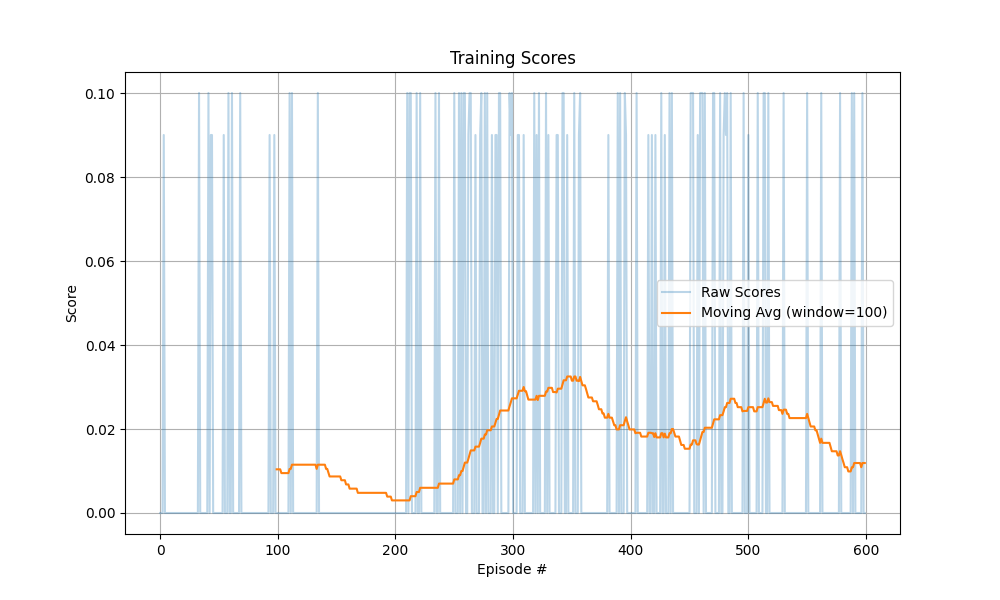 Training Scores
0.10
0.08
0.06
0.04
0.02
0.00
Score
Raw Scores
Moving Avg (window=100)
0 100 200 300 400 500 600
Episode #